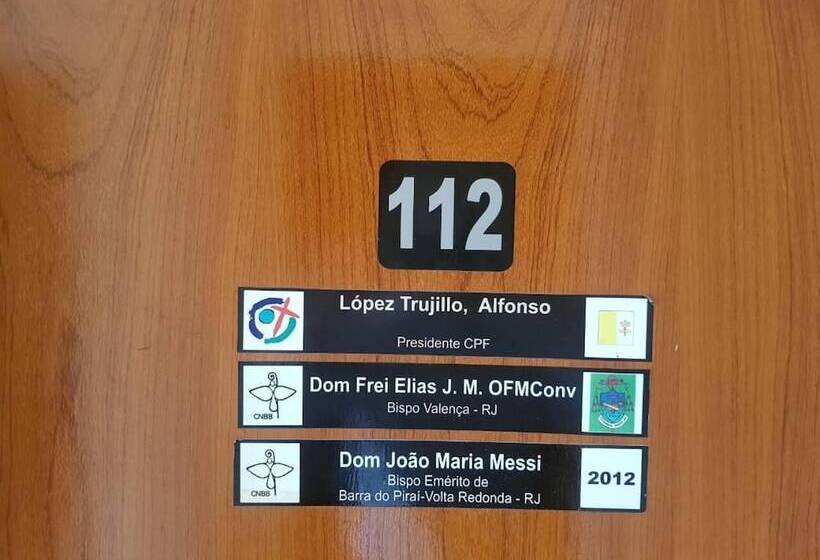 112
López Trujillo, Alfonso
Presidente CPF
Dom Frei Elias J. M. OFMConv
Bispo Valença - RJ
CNBB
Dom João Maria Messi
Bispo Emérito de
Barra do Piraí-Volta Redonda - RJ
CNBB
2012